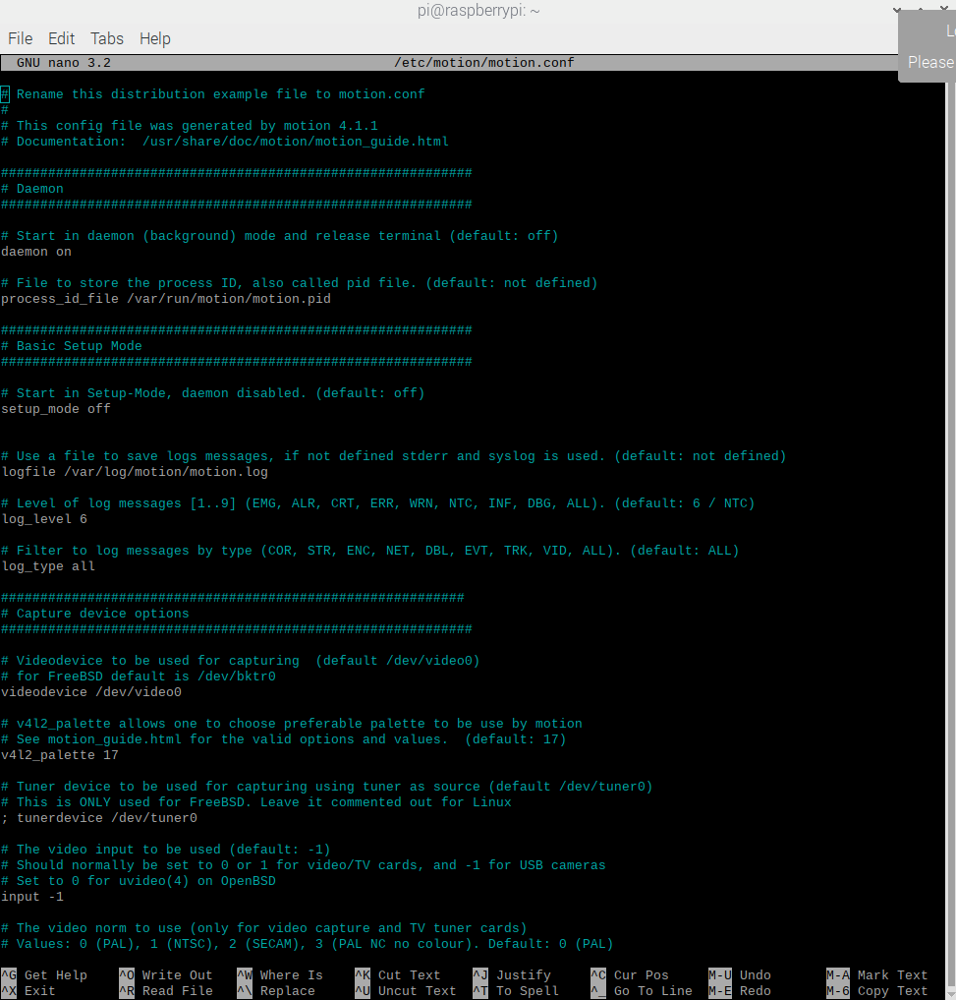 pi@raspberrypi: ~
File Edit Tabs Help
Please
GNU nano 3.2 /etc/motion/motion.conf
# Rename this distribution example file to motion.conf
#
# This config file was generated by motion 4.1.1
# Documentation:  /usr/share/doc/motion/motion_guide.html
############################################################
# Daemon
############################################################
# Start in daemon (background) mode and release terminal (default: off)
daemon on
# File to store the process ID, also called pid file. (default: not defined)
process_id_file /var/run/motion/motion.pid
############################################################
# Basic Setup Mode
############################################################
# Start in Setup-Mode, daemon disabled. (default: off)
setup_mode off
# Use a file to save logs messages, if not defined stderr and syslog is used. (default: not defined)
logfile /var/log/motion/motion.log
# Level of log messages [1..9] (EMG, ALR, CRT, ERR, WRN, NTC, INF, DBG, ALL). (default: 6 / NTC)
log_level 6
# Filter to log messages by type (COR, STR, ENC, NET, DBL, EVT, TRK, VID, ALL). (default: ALL)
log_type all
###########################################################
# Capture device options
############################################################
# Videodevice to be used for capturing  (default /dev/video0)
# for FreeBSD default is /dev/bktr0
videodevice /dev/video0
# v4l2_palette allows one to choose preferable palette to be use by motion
# See motion_guide.html for the valid options and values.  (default: 17)
v4l2_palette 17
# Tuner device to be used for capturing using tuner as source (default /dev/tuner0)
# This is ONLY used for FreeBSD. Leave it commented out for Linux
; tunerdevice /dev/tuner0
# The video input to be used (default: -1)
# Should normally be set to 0 or 1 for video/TV cards, and -1 for USB cameras
# Set to 0 for uvideo(4) on OpenBSD
input -1
# The video norm to use (only for video capture and TV tuner cards)
# Values: 0 (PAL), 1 (NTSC), 2 (SECAM), 3 (PAL NC no colour). Default: 0 (PAL)
^G Get Help ^O Write Out ^W Where Is ^K Cut Text ^J Justify ^C Cur Pos M-U Undo M-A Mark Text
^X Exit ^R Read File ^\ Replace ^U Uncut Text ^T To Spell ^_ Go To Line M-E Redo M-6 Copy Text